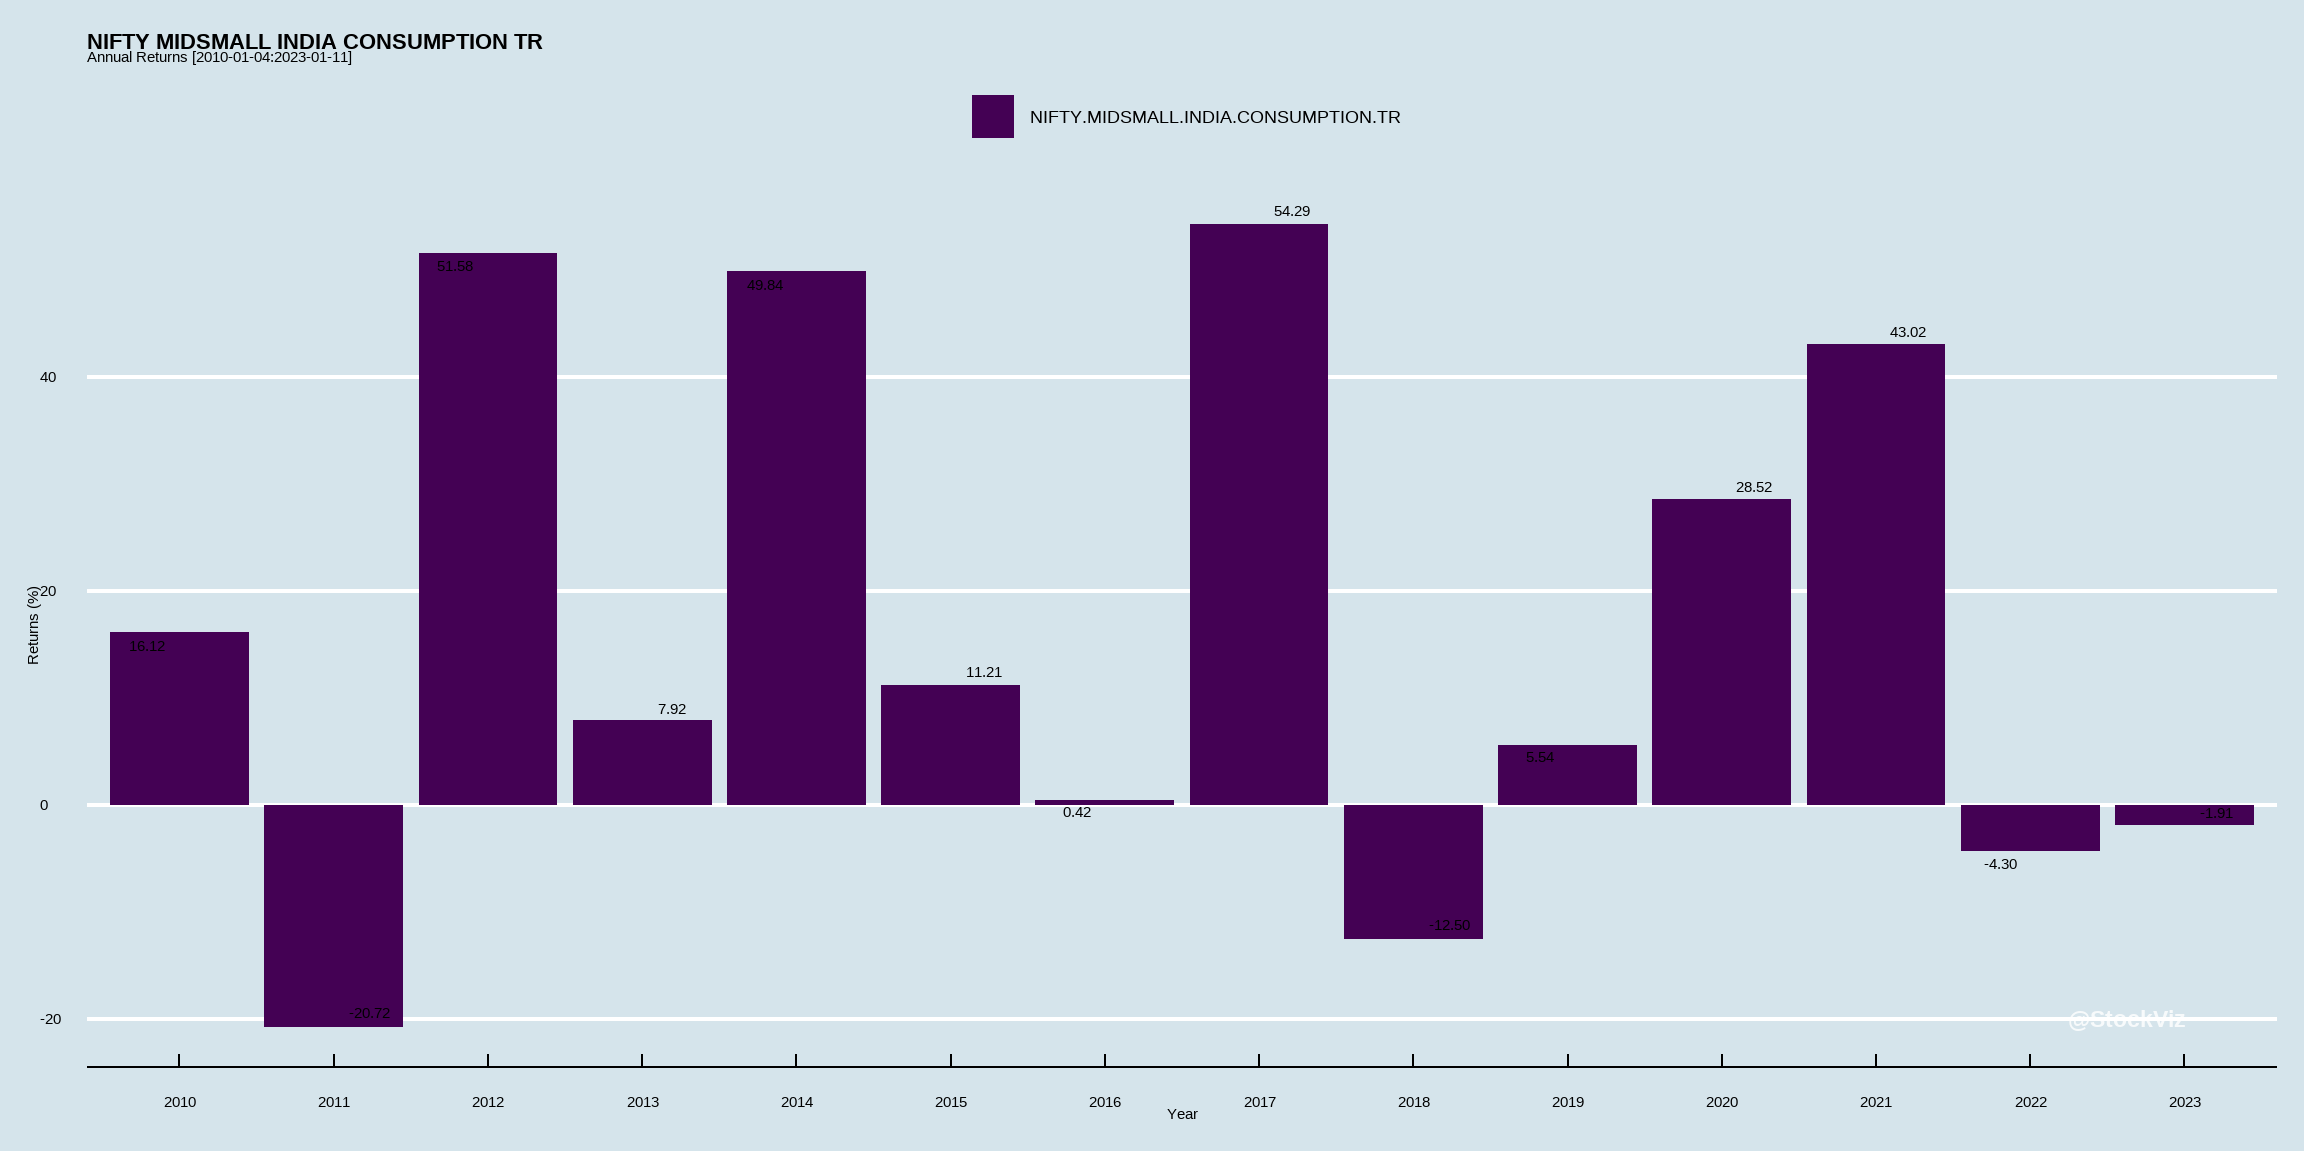 NIFTY MIDSMALL INDIA CONSUMPTION TR
Annual Returns [2010-01-04:2023-01-11]
NIFTY.MIDSMALL.INDIA.CONSUMPTION.TR
54.29
51.58
49.84
43.02
40
28.52
20
Returns (%)
16.12
11.21
7.92
5.54
0
0.42
-1.91
-4.30
-12.50
-20.72
-20
@StockViz
2010 2011 2012 2013 2014 2015 2016 2017 2018 2019 2020 2021 2022 2023
Year